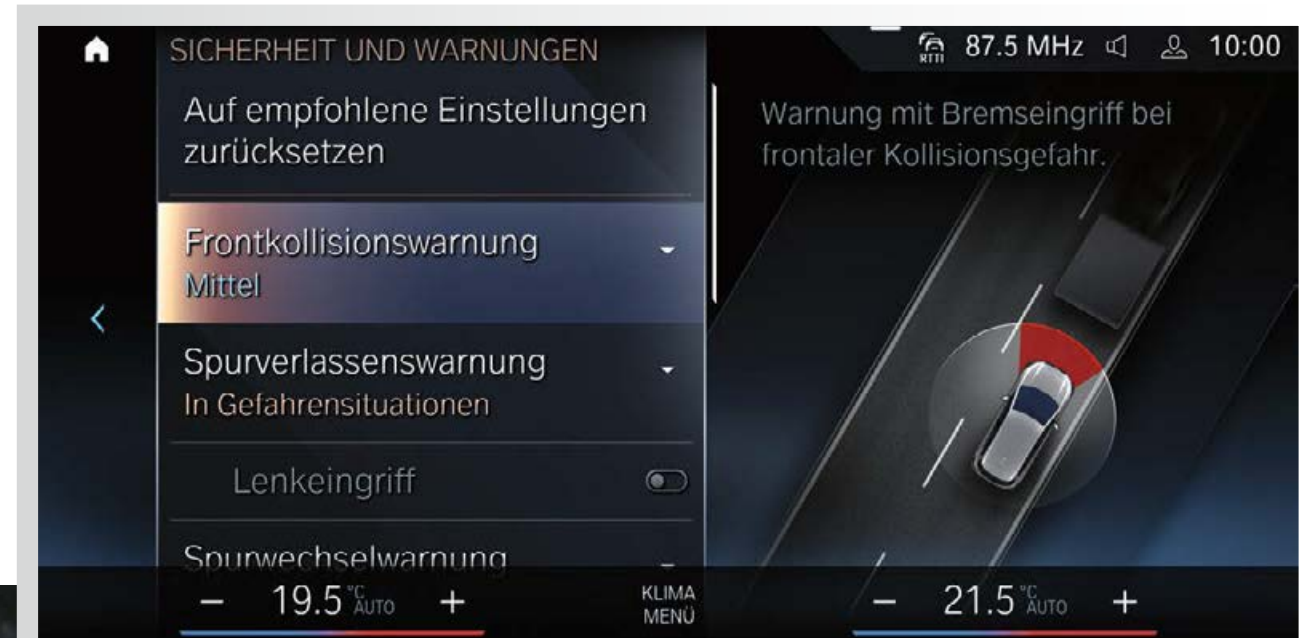 SICHERHEIT UND WARNUNGEN
RTTI 87.5 MHz 10:00
Auf empfohlene Einstellungen
zurücksetzen
Frontkollisionswarnung
Mittel
Spurverlassenswarnung
In Gefahrensituationen
Lenkeingriff
Spurwechselwarnung
Warnung mit Bremseingriff bei
frontaler Kollisionsgefahr.
− 19.5 °C AUTO +
KLIMA
MENÜ
− 21.5 °C AUTO +